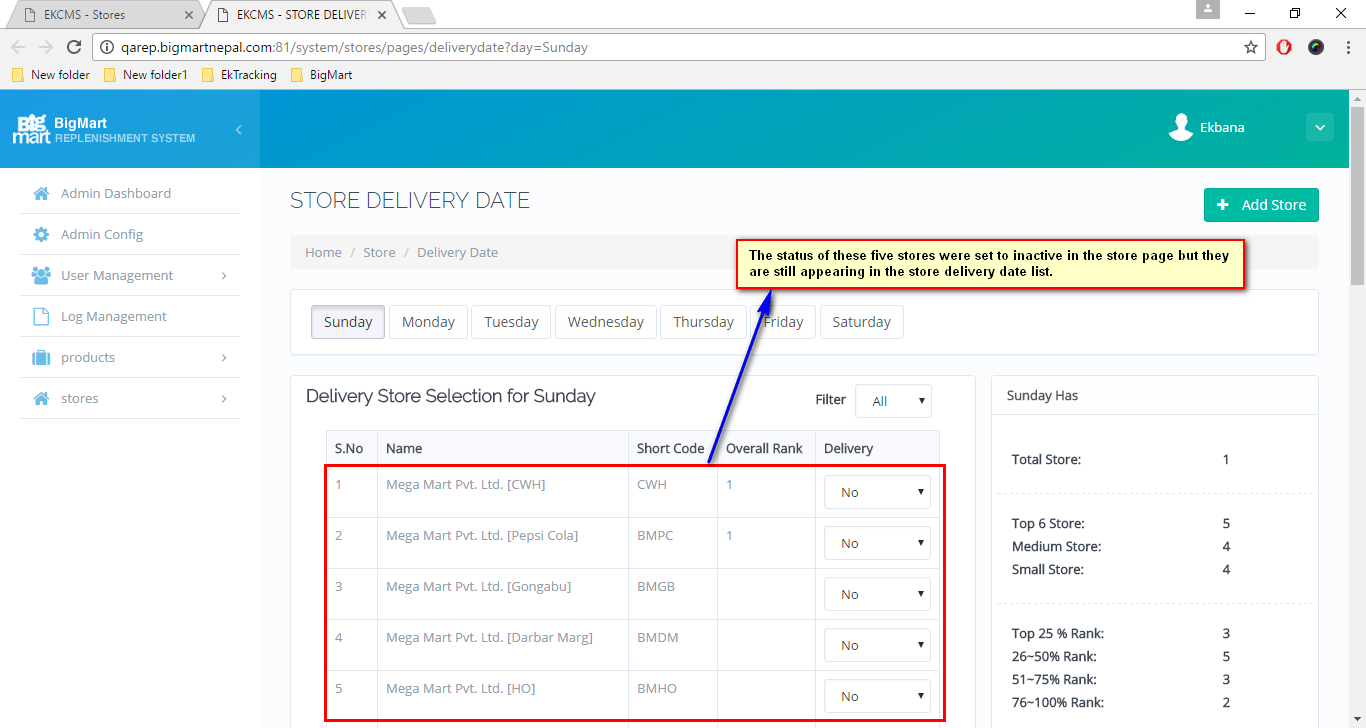 EKCMS - Stores
EKCMS - STORE DELIVER
qarep.bigmartnepal.com:81/system/stores/pages/deliverydate?day=Sunday
New folder New folder1 EkTracking BigMart
Big mart
BigMart
REPLENISHMENT SYSTEM
Ekbana
Admin Dashboard
Admin Config
User Management
Log Management
products
stores
STORE DELIVERY DATE
+ Add Store
Home / Store / Delivery Date
The status of these five stores were set to inactive in the store page but they
are still appearing in the store delivery date list.
Sunday Monday Tuesday Wednesday Thursday Friday Saturday
Delivery Store Selection for Sunday
Filter All
S.No Name Short Code Overall Rank Delivery
1 Mega Mart Pvt. Ltd. [CWH] CWH 1 No
2 Mega Mart Pvt. Ltd. [Pepsi Cola] BMPC 1 No
3 Mega Mart Pvt. Ltd. [Gongabu] BMGB No
4 Mega Mart Pvt. Ltd. [Darbar Marg] BMDM No
5 Mega Mart Pvt. Ltd. [HO] BMHO No
Sunday Has
Total Store: 1
Top 6 Store: 5
Medium Store: 4
Small Store: 4
Top 25 % Rank: 3
26~50% Rank: 5
51~75% Rank: 3
76~100% Rank: 2